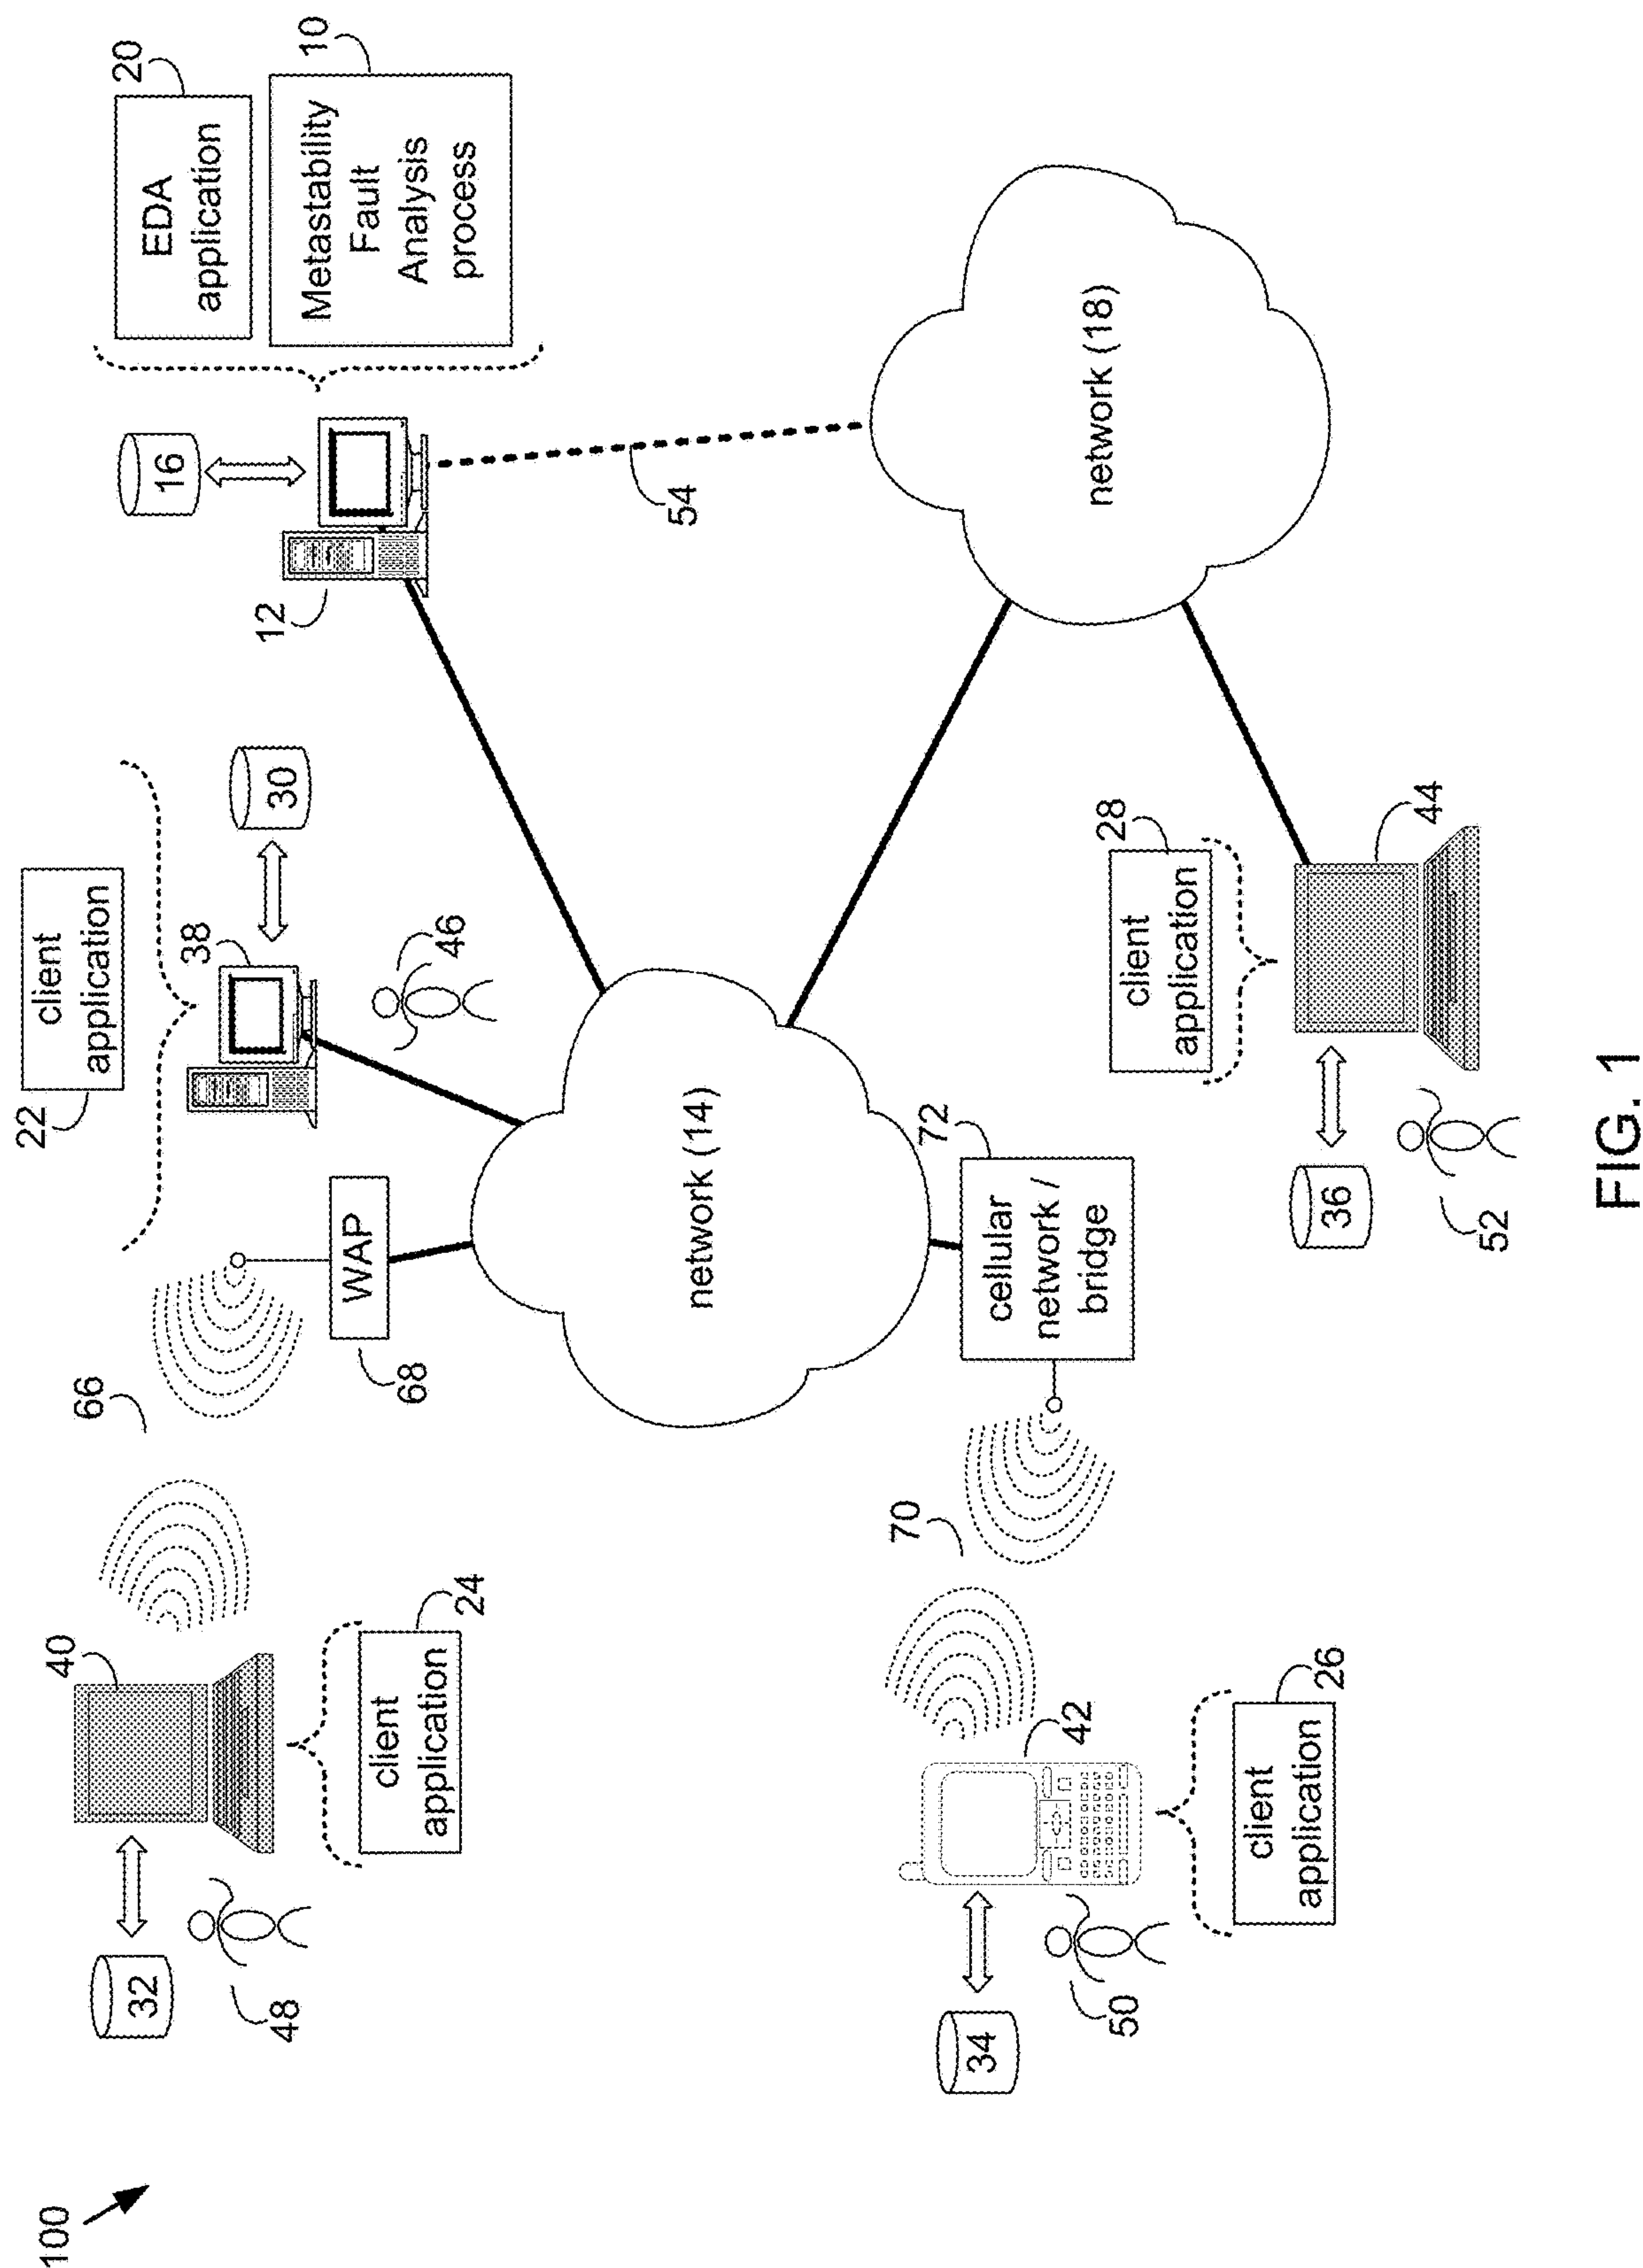 100
40
66
22
client
application
20
EDA
application
10
Metastability
Fault
Analysis
process
16
12
38
30
46
32
48
client
application
24
68
WAP
54
network (14)
network (18)
70
72
cellular
network /
bridge
34
50
42
client
application
26
28
client
application
44
36
52
FIG. 1